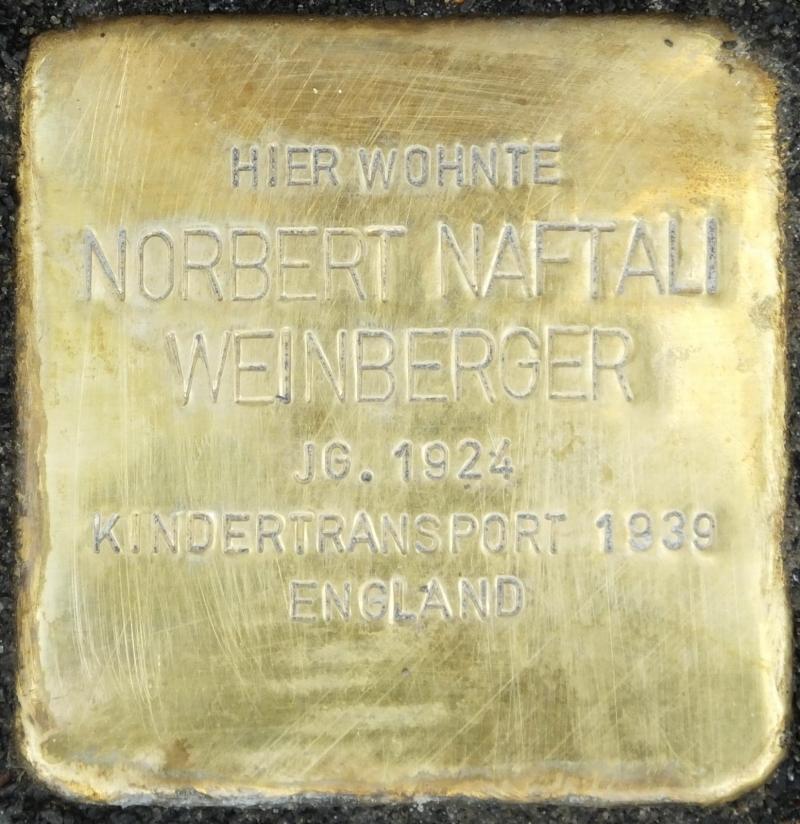 HIER WOHNTE
NORBERT NAFTALI
WEINBERGER
JG. 1924
KINDERTRANSPORT 1939
ENGLAND